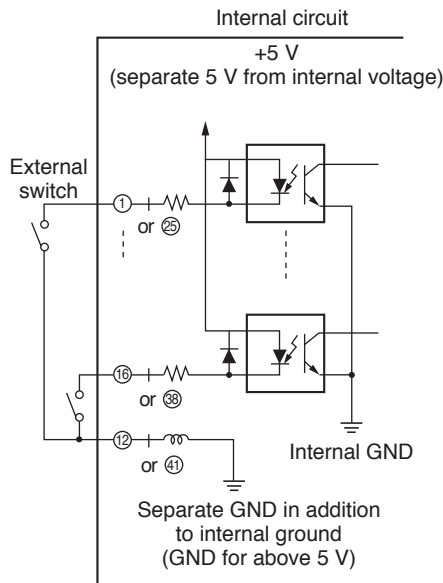 Internal circuit
+5 V
(separate 5 V from internal voltage)
External
switch
①
or ㉕
⑯
or ㊳
⑫
or ㊶
Internal GND
Separate GND in addition
to internal ground
(GND for above 5 V)